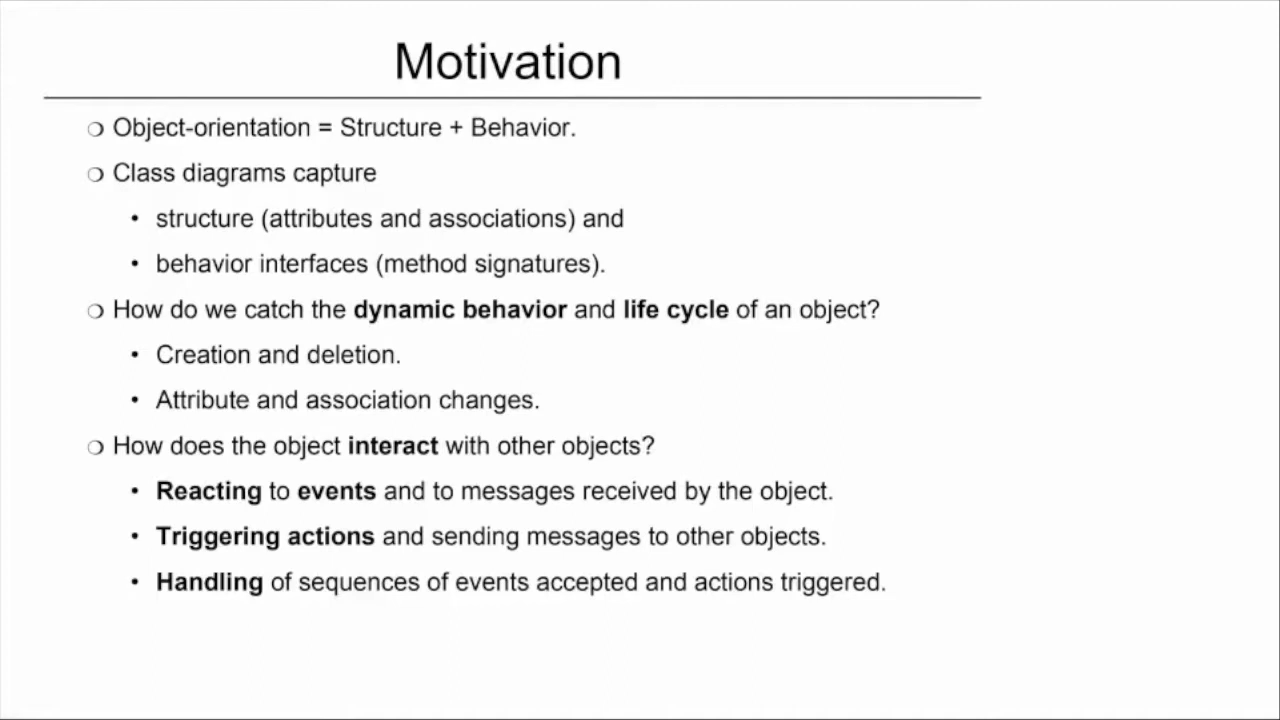 Motivation
❍ Object-orientation = Structure + Behavior.
❍ Class diagrams capture
• structure (attributes and associations) and
• behavior interfaces (method signatures).
❍ How do we catch the dynamic behavior and life cycle of an object?
• Creation and deletion.
• Attribute and association changes.
❍ How does the object interact with other objects?
• Reacting to events and to messages received by the object.
• Triggering actions and sending messages to other objects.
• Handling of sequences of events accepted and actions triggered.